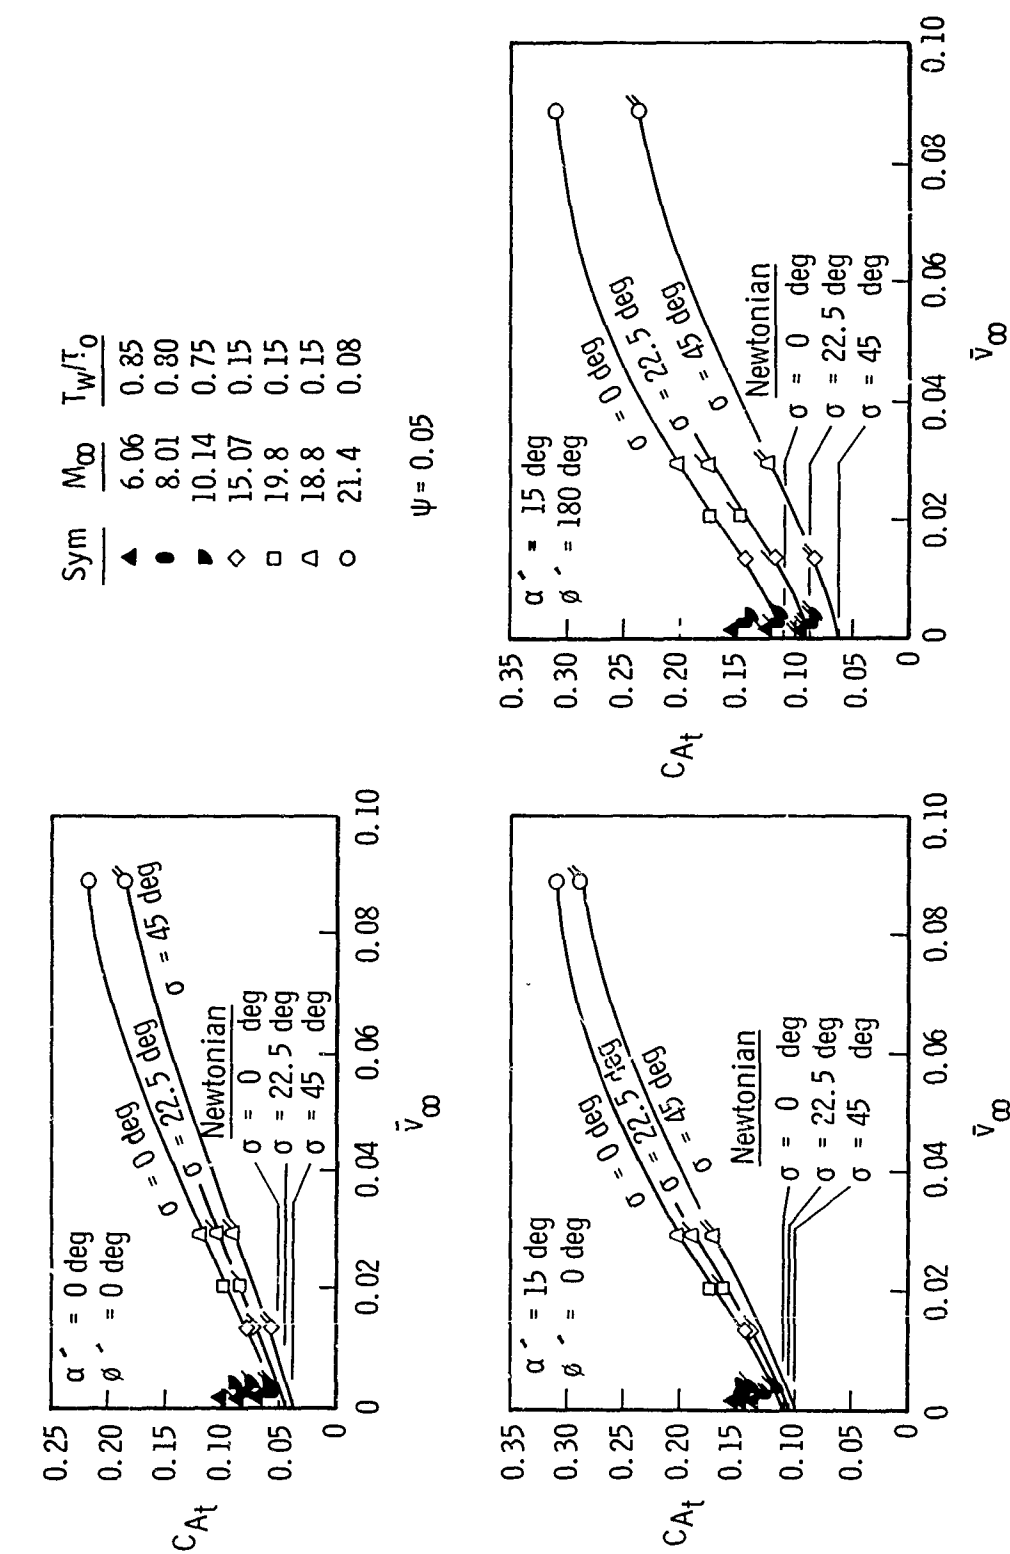 Sym M∞ Tw/To
6.06 0.85
8.01 0.80
10.14 0.75
15.07 0.15
19.8 0.15
18.8 0.15
21.4 0.08
ψ = 0.05
α′ = 0 deg
ø′ = 0 deg
0.25
0.20
0.15
0.10
0.05
0
CAt
σ = 0 deg
σ = 22.5 deg
σ = 45 deg
Newtonian
σ = 0 deg
σ = 22.5 deg
σ = 45 deg
0 0.02 0.04 0.06 0.08 0.10
v̄∞
α′ = 15 deg
ø′ = 0 deg
0.35
0.30
0.25
0.20
0.15
0.10
0.05
0
CAt
σ = 0 deg
σ = 22.5 deg
σ = 45 deg
Newtonian
σ = 0 deg
σ = 22.5 deg
σ = 45 deg
0 0.02 0.04 0.06 0.08 0.10
v̄∞
α′ = 15 deg
ø′ = 180 deg
0.35
0.30
0.25
0.20
0.15
0.10
0.05
0
CAt
σ = 0 deg
σ = 22.5 deg
σ = 45 deg
Newtonian
σ = 0 deg
σ = 22.5 deg
σ = 45 deg
0 0.02 0.04 0.06 0.08 0.10
v̄∞